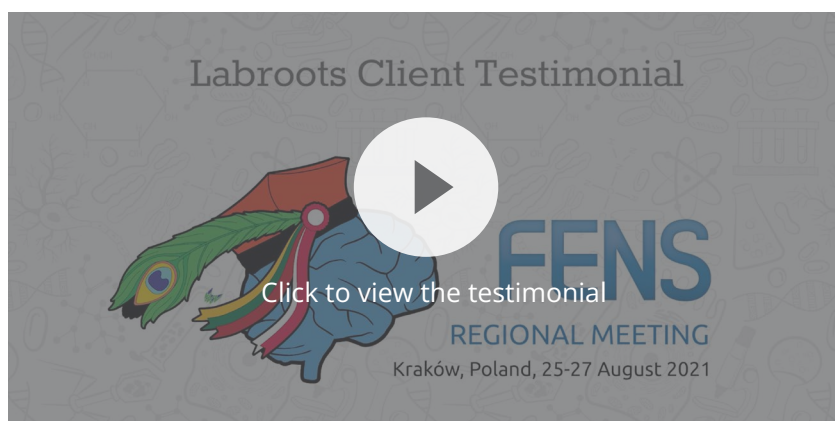 Labroots Client Testimonial
FENS
Click to view the testimonial
REGIONAL MEETING
Kraków, Poland, 25-27 August 2021